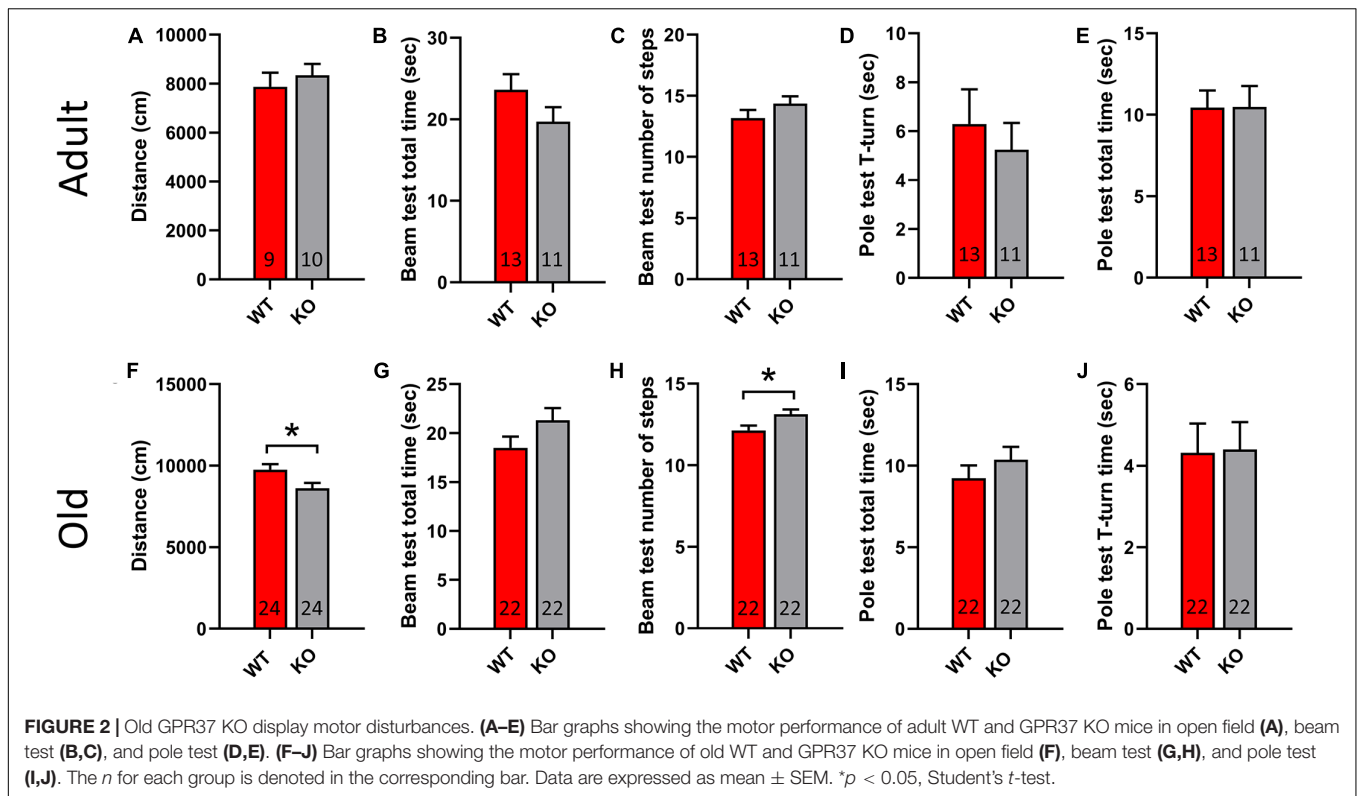 Adult
A
Distance (cm)
10000
8000
6000
4000
2000
0
9
10
WT
KO
B
Beam test total time (sec)
30
20
10
0
13
11
WT
KO
C
Beam test number of steps
20
15
10
5
0
13
11
WT
KO
D
Pole test T-turn (sec)
10
8
6
4
2
0
13
11
WT
KO
E
Pole test total time (sec)
15
10
5
0
13
11
WT
KO
Old
F
Distance (cm)
15000
10000
5000
0
*
24
24
WT
KO
G
Beam test total time (sec)
25
20
15
10
5
0
22
22
WT
KO
H
Beam test number of steps
15
10
5
0
*
22
22
WT
KO
I
Pole test total time (sec)
15
10
5
0
22
22
WT
KO
J
Pole test T-turn time (sec)
6
4
2
0
22
22
WT
KO
FIGURE 2 | Old GPR37 KO display motor disturbances. (A–E) Bar graphs showing the motor performance of adult WT and GPR37 KO mice in open field (A), beam
test (B,C), and pole test (D,E). (F–J) Bar graphs showing the motor performance of old WT and GPR37 KO mice in open field (F), beam test (G,H), and pole test
(I,J). The n for each group is denoted in the corresponding bar. Data are expressed as mean ± SEM. *p < 0.05, Student's t-test.